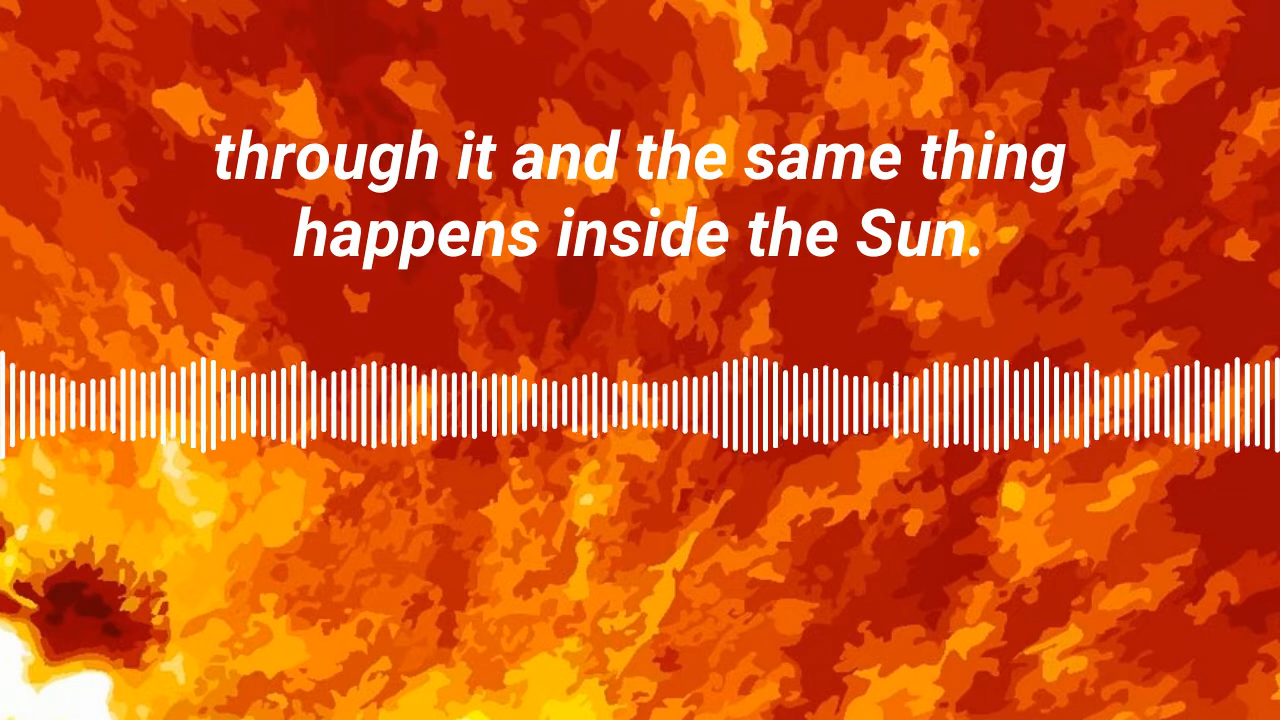 through it and the same thing
happens inside the Sun.